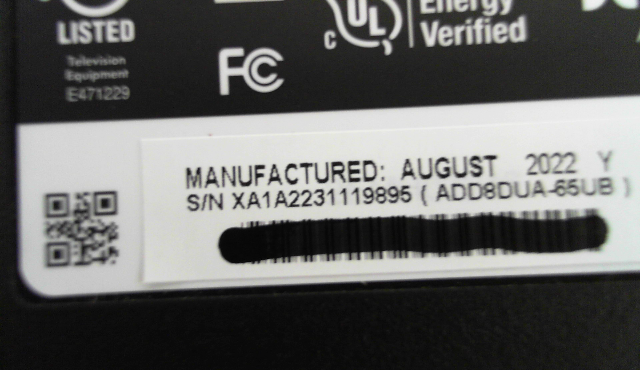 LISTED
Television
Equipment
E471229
FC
c UL
Energy
Verified
MANUFACTURED: AUGUST 2022 Y
S/N XA1A2231119895 ( ADD8DUA-65UB )